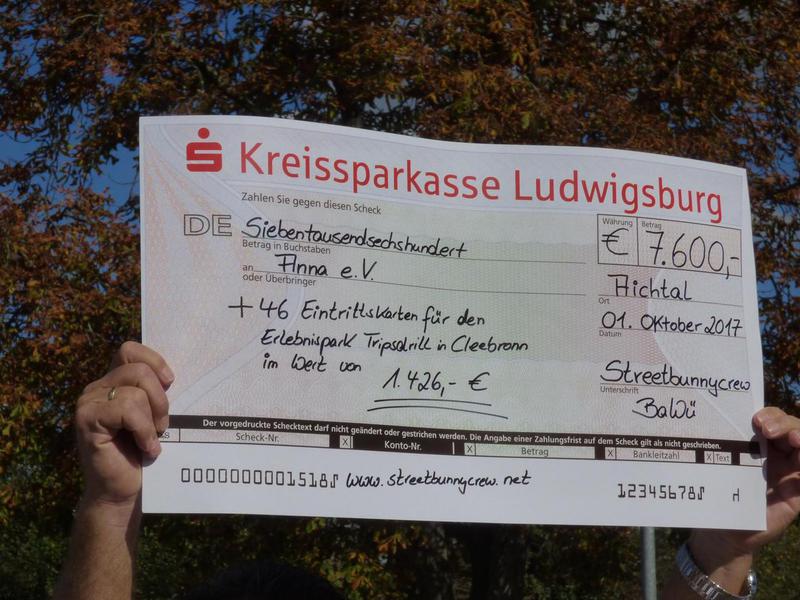 Kreissparkasse Ludwigsburg
Zahlen Sie gegen diesen Scheck
DE Siebentausendsechshundert
Betrag in Buchstaben
Währung Betrag
€ 7.600,-
an Anna e.V.
oder Überbringer
Aichtal
Ort
+ 46 Eintrittskarten für den
01. Oktober 2017
Datum
Erlebnispark Tripsdrill in Cleebronn
im Wert von
1.426,- €
Streetbunnycrew
Unterschrift
BaWü
Der vorgedruckte Schecktext darf nicht geändert oder gestrichen werden. Die Angabe einer Zahlungsfrist auf dem Scheck gilt als nicht geschrieben.
Scheck-Nr. X Konto-Nr. X Betrag X Bankleitzahl X Text
0000000001518 www.streetbunnycrew.net
12345678